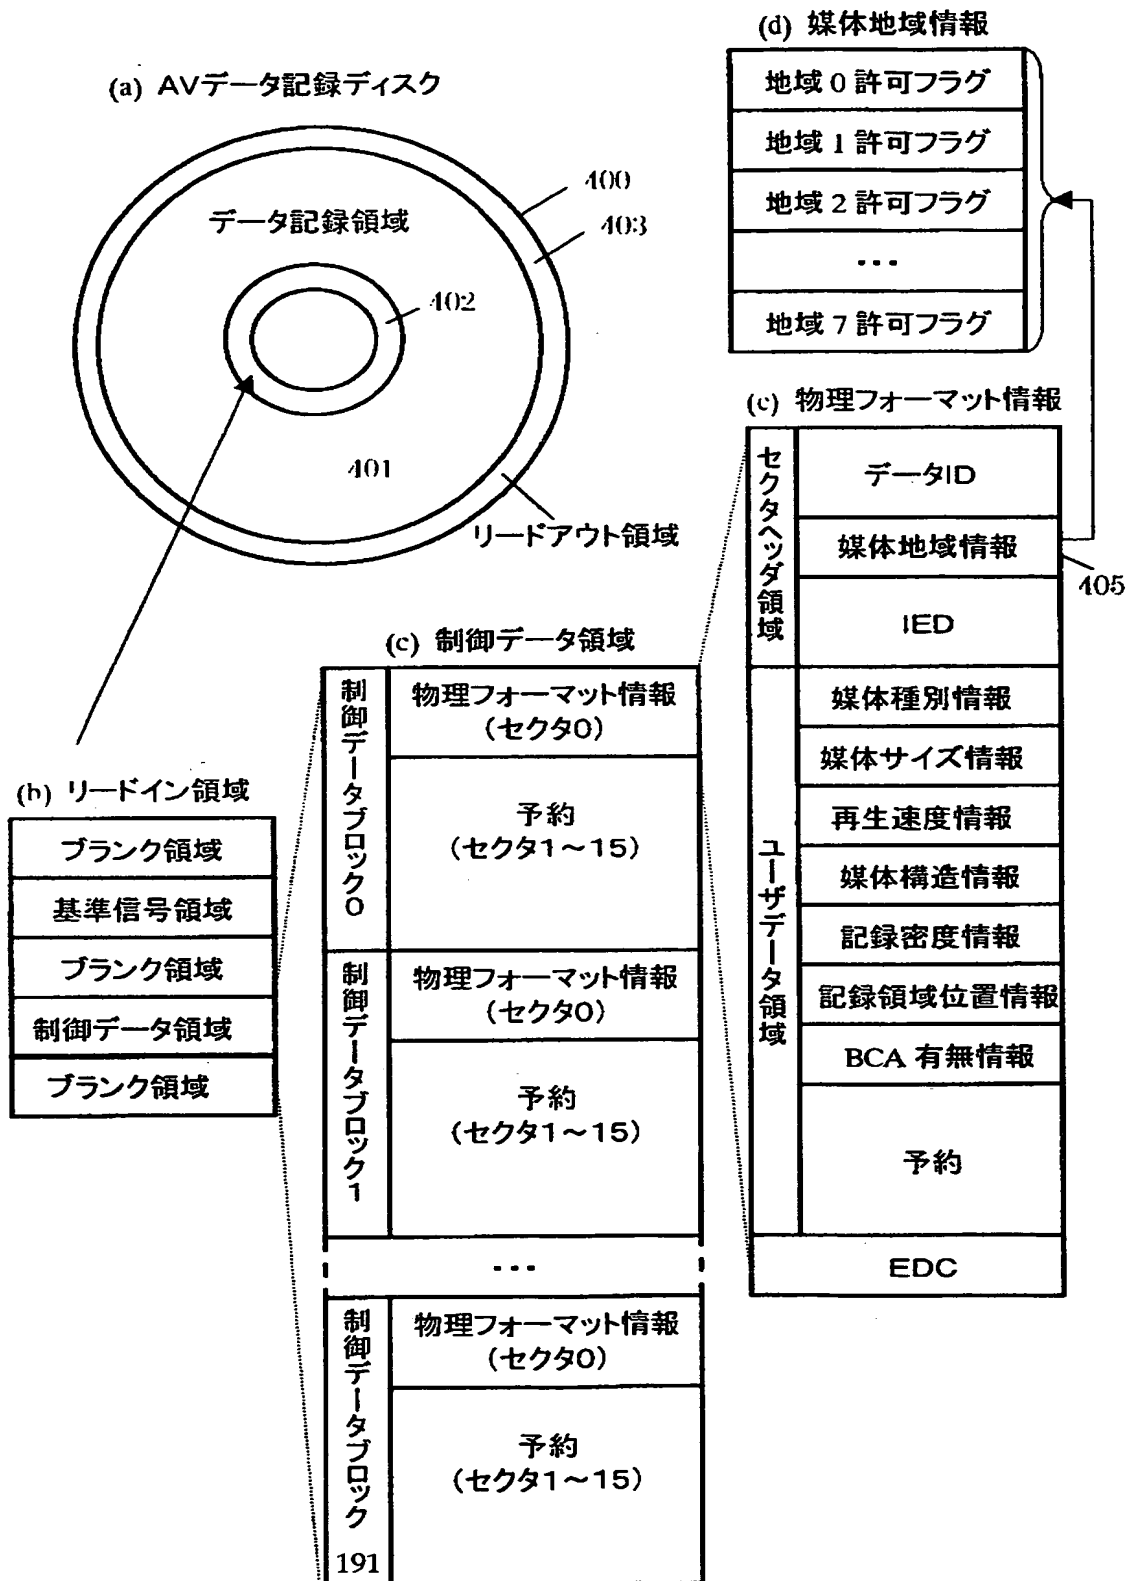 (a) AVデータ記録ディスク
400
403
データ記録領域
402
401
リードアウト領域
(b) リードイン領域
ブランク領域
基準信号領域
ブランク領域
制御データ領域
ブランク領域
(c) 制御データ領域
制御データブロック0
物理フォーマット情報
(セクタ0)
予約
(セクタ1～15)
制御データブロック1
物理フォーマット情報
(セクタ0)
予約
(セクタ1～15)
...
制御データブロック
191
物理フォーマット情報
(セクタ0)
予約
(セクタ1～15)
(d) 媒体地域情報
地域 0 許可フラグ
地域 1 許可フラグ
地域 2 許可フラグ
...
地域 7 許可フラグ
(c) 物理フォーマット情報
セクタヘッダ領域
データID
媒体地域情報
405
IED
ユーザデータ領域
媒体種別情報
媒体サイズ情報
再生速度情報
媒体構造情報
記録密度情報
記録領域位置情報
BCA 有無情報
予約
EDC